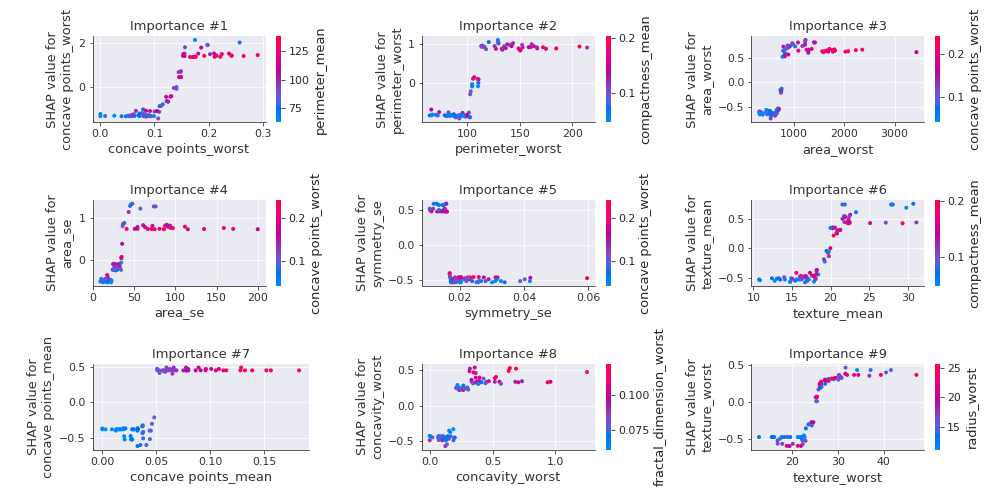 Importance #1
SHAP value for
concave points_worst
2
0
0.0
0.1
0.2
0.3
concave points_worst
125
100
75
perimeter_mean
Importance #2
SHAP value for
perimeter_worst
1
0
100
150
200
perimeter_worst
0.2
0.1
compactness_mean
Importance #3
SHAP value for
area_worst
0.5
0.0
−0.5
1000
2000
3000
area_worst
0.2
0.1
concave points_worst
Importance #4
SHAP value for
area_se
1
0
0
50
100
150
200
area_se
0.2
0.1
concave points_worst
Importance #5
SHAP value for
symmetry_se
0.5
0.0
−0.5
0.02
0.04
0.06
symmetry_se
0.2
0.1
concave points_worst
Importance #6
SHAP value for
texture_mean
0.5
0.0
−0.5
10
15
20
25
30
texture_mean
0.2
0.1
compactness_mean
Importance #7
SHAP value for
concave points_mean
0.5
0.0
−0.5
0.00
0.05
0.10
0.15
concave points_mean
Importance #8
SHAP value for
concavity_worst
0.5
0.0
−0.5
0.0
0.5
1.0
concavity_worst
0.100
0.075
fractal_dimension_worst
Importance #9
SHAP value for
texture_worst
0.5
0.0
−0.5
20
30
40
texture_worst
25
20
15
radius_worst